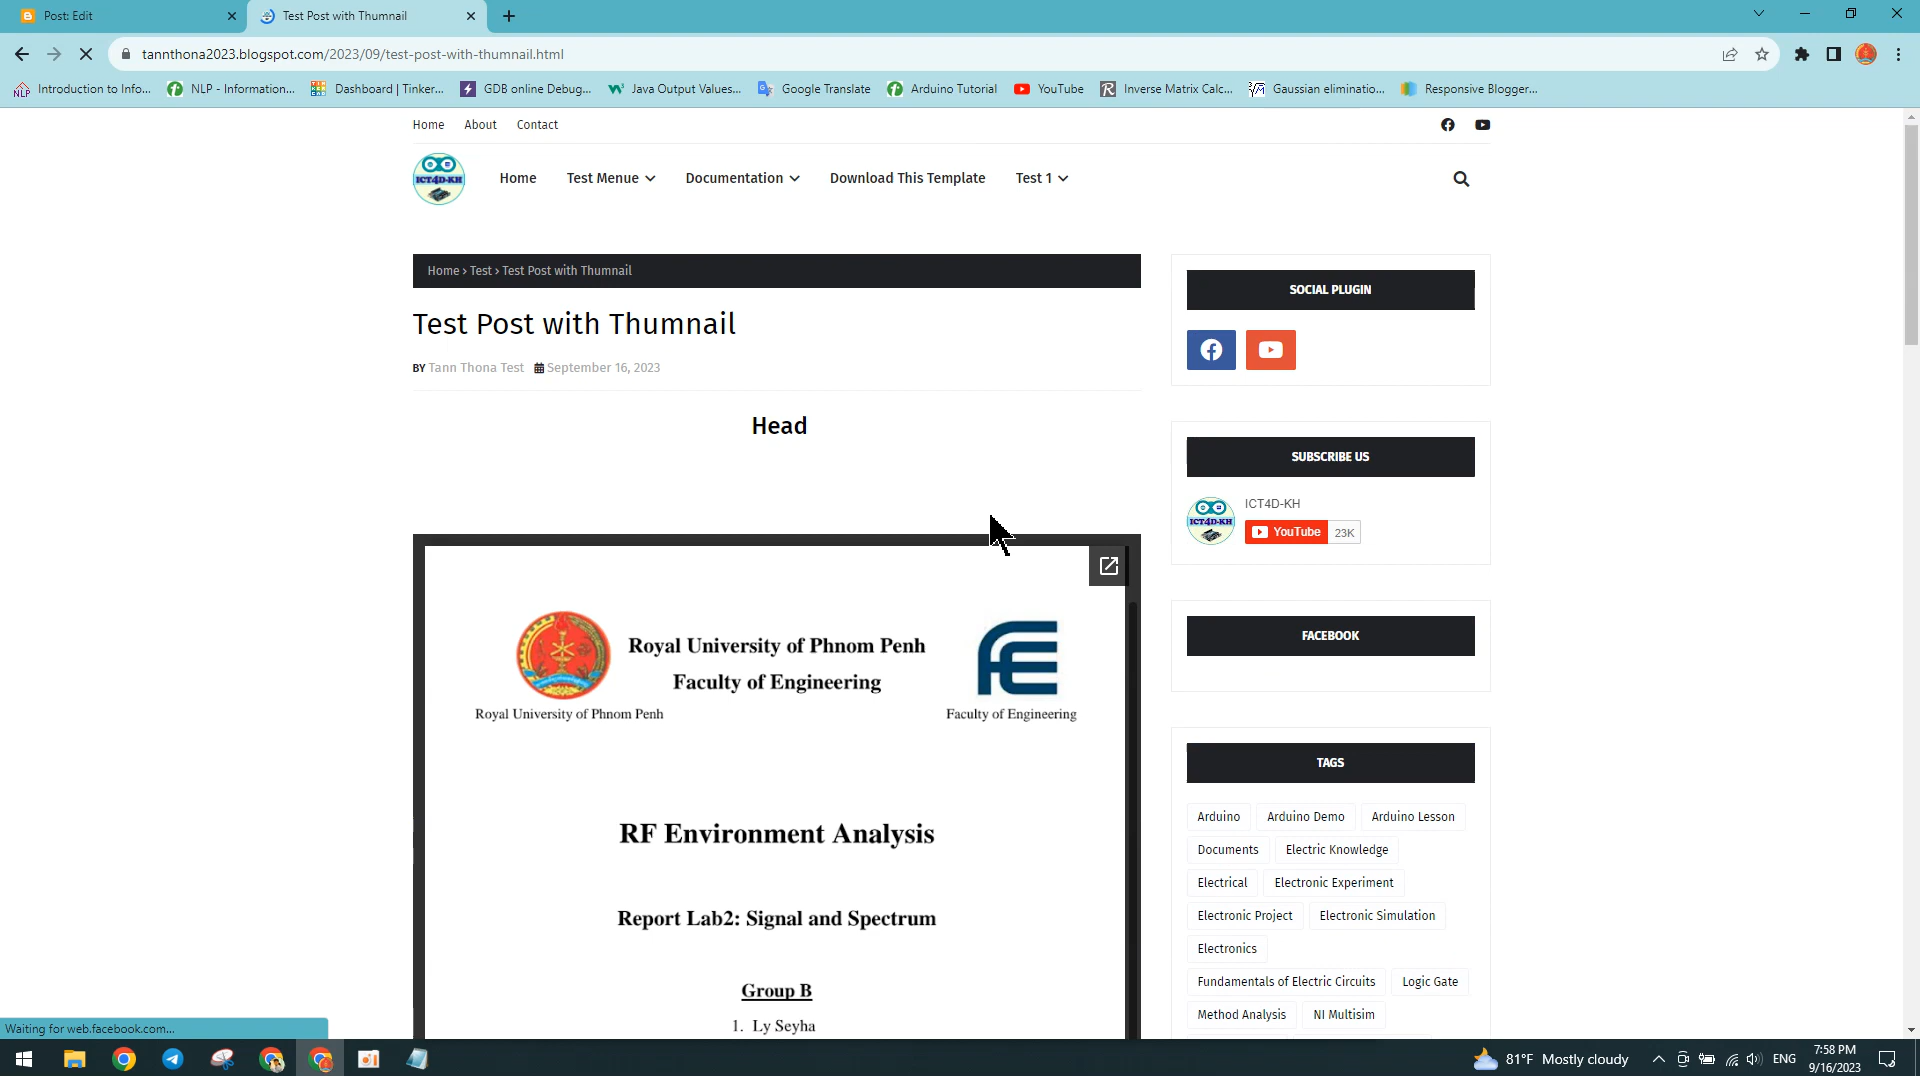 Post: Edit
Test Post with Thumnail
tannthona2023.blogspot.com/2023/09/test-post-with-thumnail.html
Introduction to Info...
NLP - Information...
Dashboard | Tinker...
GDB online Debug...
Java Output Values...
Google Translate
Arduino Tutorial
YouTube
Inverse Matrix Calc...
Gaussian eliminatio...
Responsive Blogger...
Home About Contact
ICT4D-KH
Home
Test Menue
Documentation
Download This Template
Test 1
Home › Test › Test Post with Thumnail
Test Post with Thumnail
BY Tann Thona Test September 16, 2023
Head
Royal University of Phnom Penh
Faculty of Engineering
Royal University of Phnom Penh
Faculty of Engineering
RF Environment Analysis
Report Lab2: Signal and Spectrum
Group B
1. Ly Seyha
SOCIAL PLUGIN
SUBSCRIBE US
ICT4D-KH
ICT4D-KH
YouTube 23K
FACEBOOK
TAGS
Arduino Arduino Demo Arduino Lesson
Documents Electric Knowledge
Electrical Electronic Experiment
Electronic Project Electronic Simulation
Electronics
Fundamentals of Electric Circuits Logic Gate
Method Analysis NI Multisim
Waiting for web.facebook.com...
81°F Mostly cloudy
ENG
7:58 PM
9/16/2023